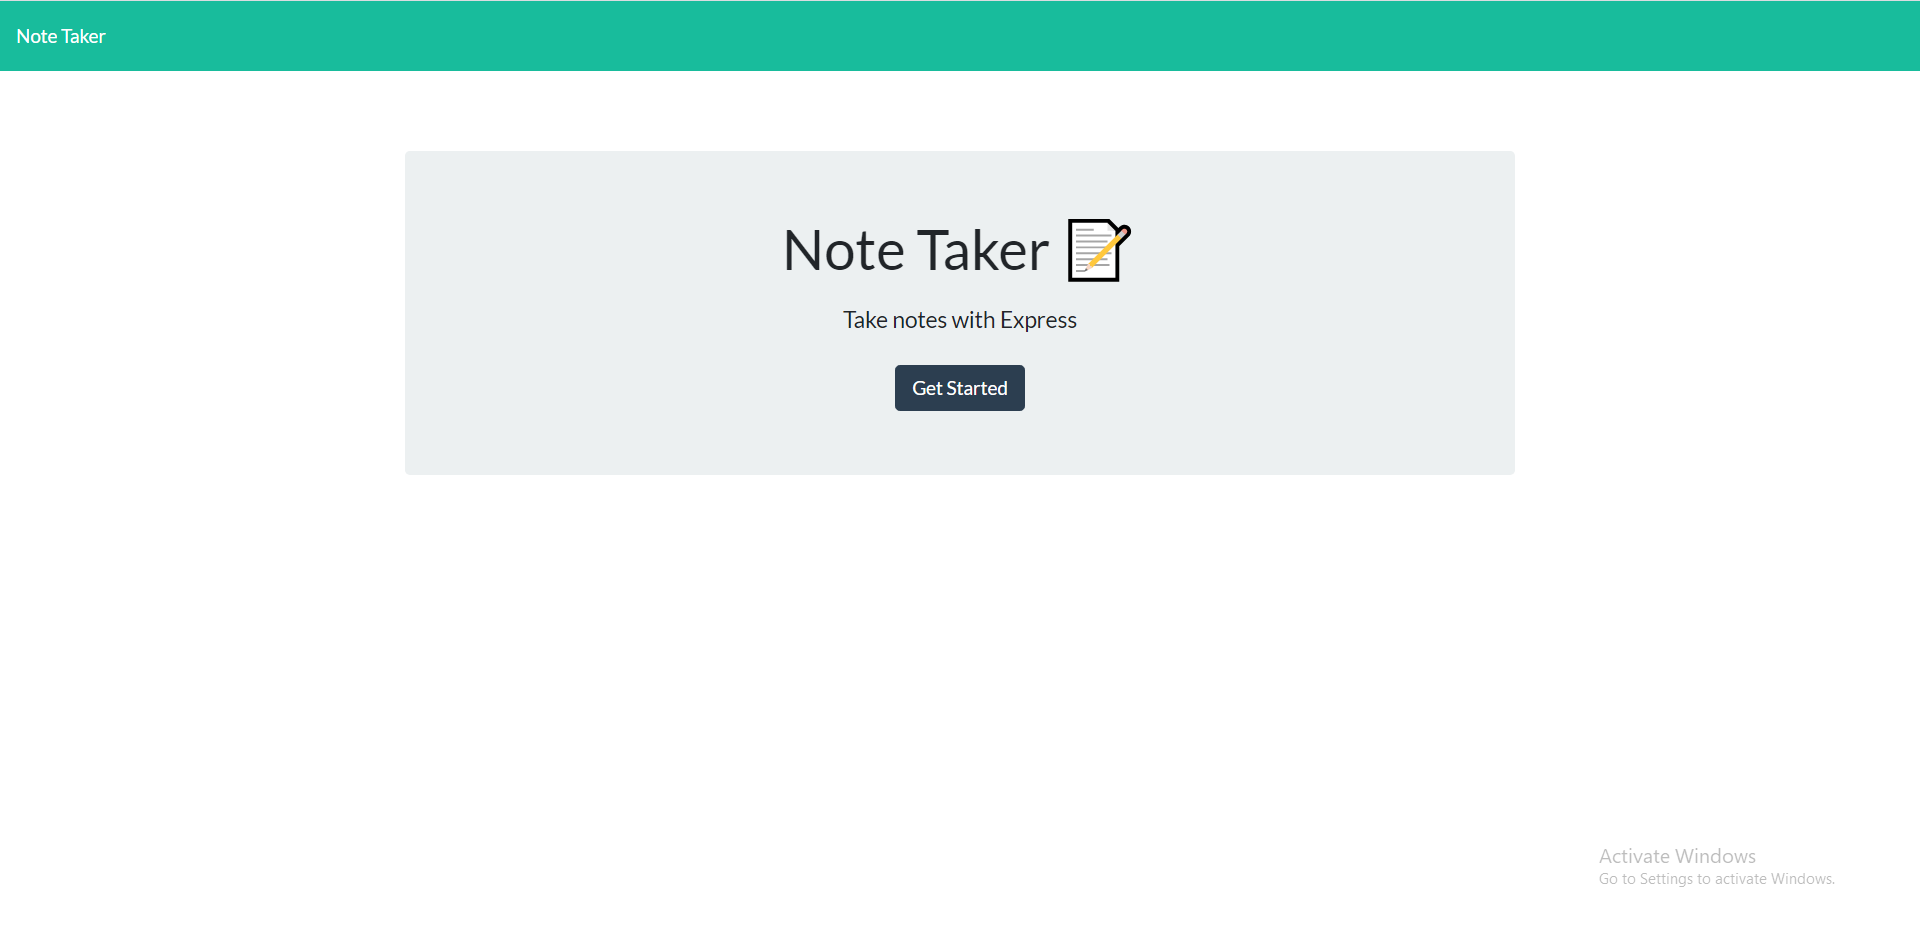 Note Taker
Note Taker 📝
Take notes with Express
Get Started
Activate Windows
Go to Settings to activate Windows.